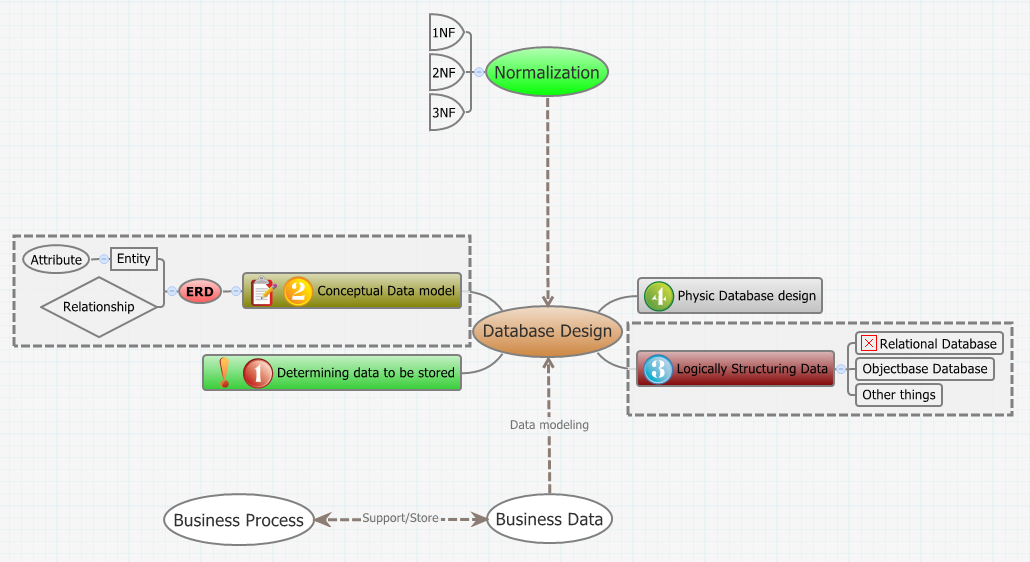 1NF
2NF
3NF
Normalization
Attribute
Entity
Relationship
ERD
2
Conceptual Data model
1
Determining data to be stored
Database Design
4
Physic Database design
3
Logically Structuring Data
Relational Database
Objectbase Database
Other things
Data modeling
Business Process
Support/Store
Business Data